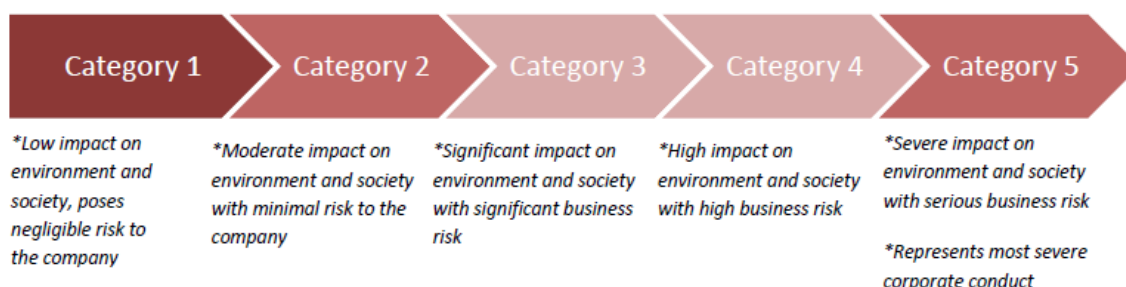 Category 1
Category 2
Category 3
Category 4
Category 5
*Low impact on
environment and
society, poses
negligible risk to
the company
*Moderate impact on
environment and society
with minimal risk to the
company
*Significant impact on
environment and society
with significant business
risk
*High impact on
environment and society
with high business risk
*Severe impact on
environment and society
with serious business risk
*Represents most severe
corporate conduct